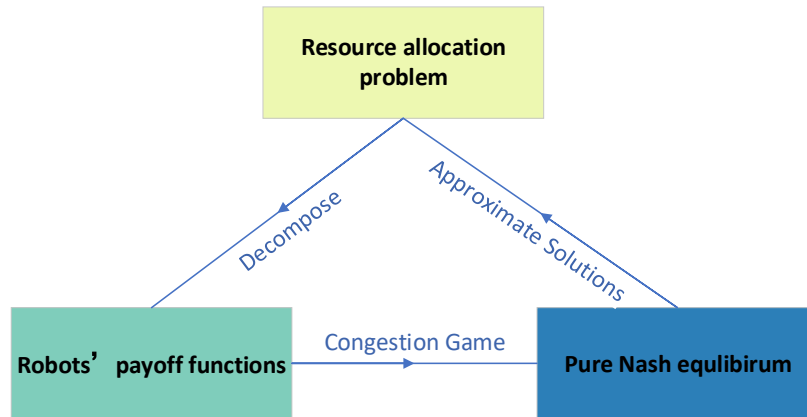 Resource allocation
problem
Decompose
Approximate Solutions
Robots’ payoff functions
Congestion Game
Pure Nash equlibirum